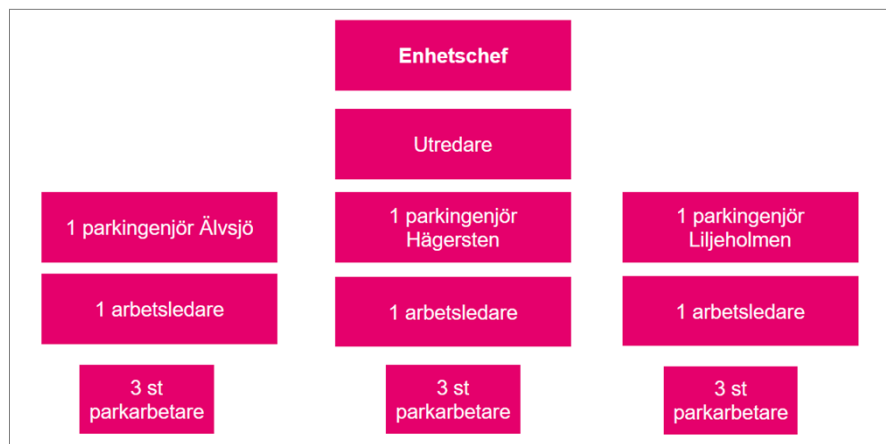 Enhetschef
Utredare
1 parkingenjör Älvsjö
1 parkingenjör
Hägersten
1 parkingenjör
Liljeholmen
1 arbetsledare
1 arbetsledare
1 arbetsledare
3 st
parkarbetare
3 st
parkarbetare
3 st
parkarbetare